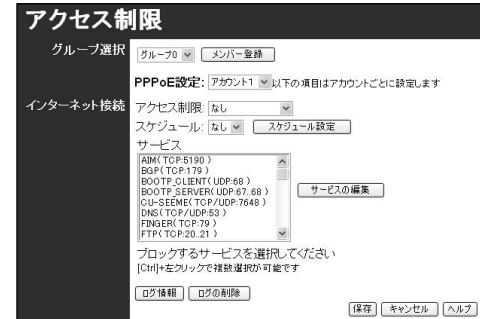 アクセス制限
グループ選択 グループ0 メンバー登録
PPPoE設定: アカウント1 以下の項目はアカウントごとに設定します
インターネット接続 アクセス制限: なし
スケジュール: なし スケジュール設定
サービス
AIM( TCP:5190 )
BGP( TCP:179 )
BOOTP_CLIENT( UDP:68 )
BOOTP_SERVER( UDP:67..68 )
CU-SEEME( TCP/UDP:7648 )
DNS( TCP/UDP:53 )
FINGER( TCP:79 )
FTP( TCP:20..21 )
サービスの編集
ブロックするサービスを選択してください
[Ctrl]+左クリックで複数選択が可能です
ログ情報 ログの削除
保存 キャンセル ヘルプ